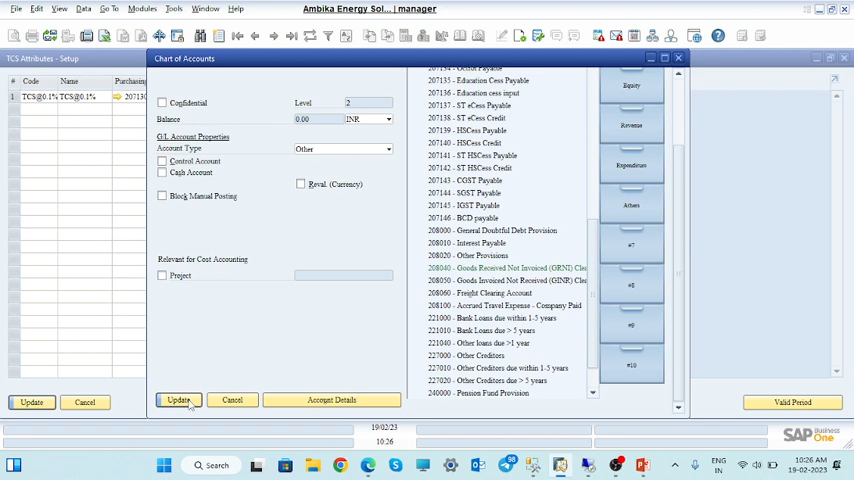 File Edit View Data Go To Modules Tools Window Help
Ambika Energy Sol... | manager
TCS Attributes - Setup
Chart of Accounts
# Code Name Purchasing
1 TCS@0.1% TCS@0.1% 207130
Confidential
Level 2
Balance 0.00 INR
G/L Account Properties
Account Type Other
Control Account
Cash Account
Reval. (Currency)
Block Manual Posting
Relevant for Cost Accounting
Project
207135 - Education Cess Payable
207136 - Education cess input
207137 - ST eCess Payable
207138 - ST eCess Credit
207139 - HSCess Payable
207140 - HSCess Credit
207141 - ST HSCess Payable
207142 - ST HSCess Credit
207143 - CGST Payable
207144 - SGST Payable
207145 - IGST Payable
207146 - BCD payable
208000 - General Doubtful Debt Provision
208010 - Interest Payable
208020 - Other Provisions
208040 - Goods Received Not Invoiced (GRNI) Cle
208050 - Goods Invoiced Not Received (GINR) Cle
208060 - Freight Clearing Account
208100 - Accrued Travel Expense - Company Paid
221000 - Bank Loans due within 1-5 years
221010 - Bank Loans due > 5 years
221040 - Other loans due >1 year
227000 - Other Creditors
227010 - Other Creditors due within 1-5 years
227020 - Other Creditors due > 5 years
240000 - Pension Fund Provision
Equity
Revenue
Expenditure
Athers
#7
#8
#9
#10
Update Cancel
Update Cancel Account Details
Valid Period
19/02/23
10:26
SAP Business One
Search
98
ENG
IN
10:26 AM
19-02-2023